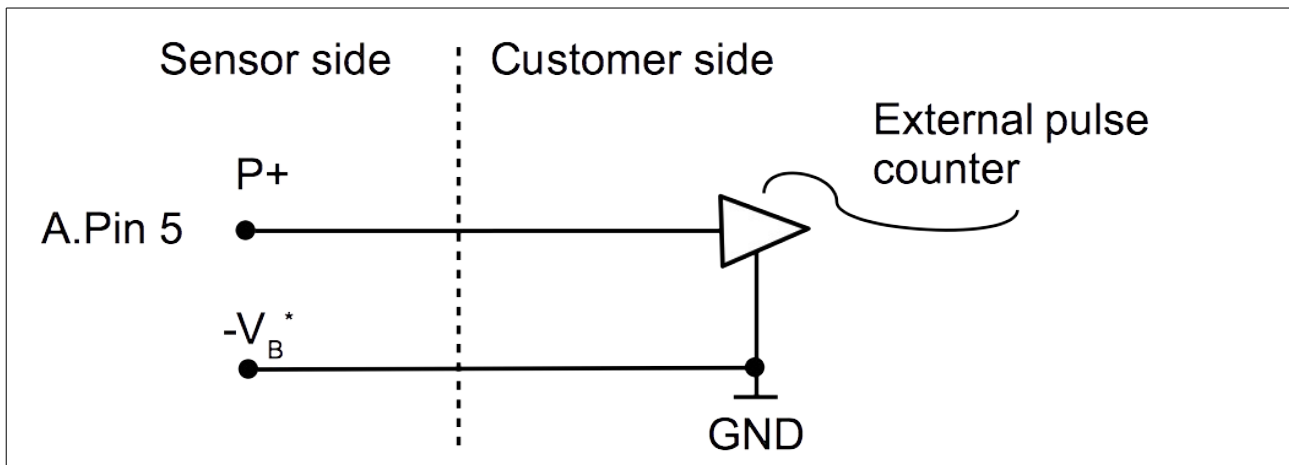 Sensor side
Customer side
External pulse
counter
P+
A.Pin 5
-V_B*
GND